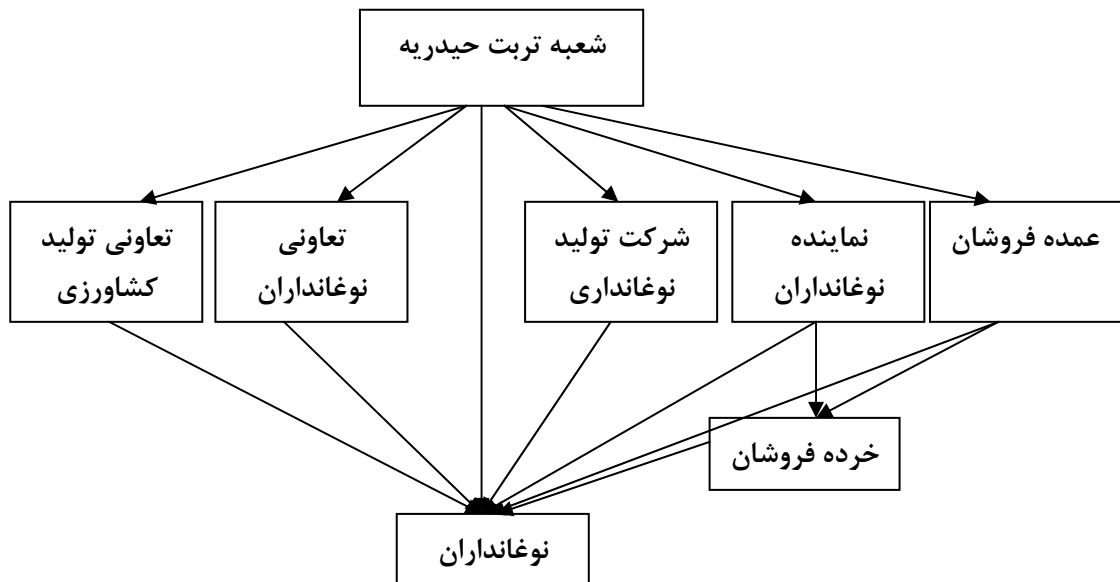 شعبه تربت حیدریه
عمده فروشان
نماینده
نوغانداران
شرکت تولید
نوغانداری
تعاونی
نوغانداران
تعاونی تولید
کشاورزی
خرده فروشان
نوغانداران